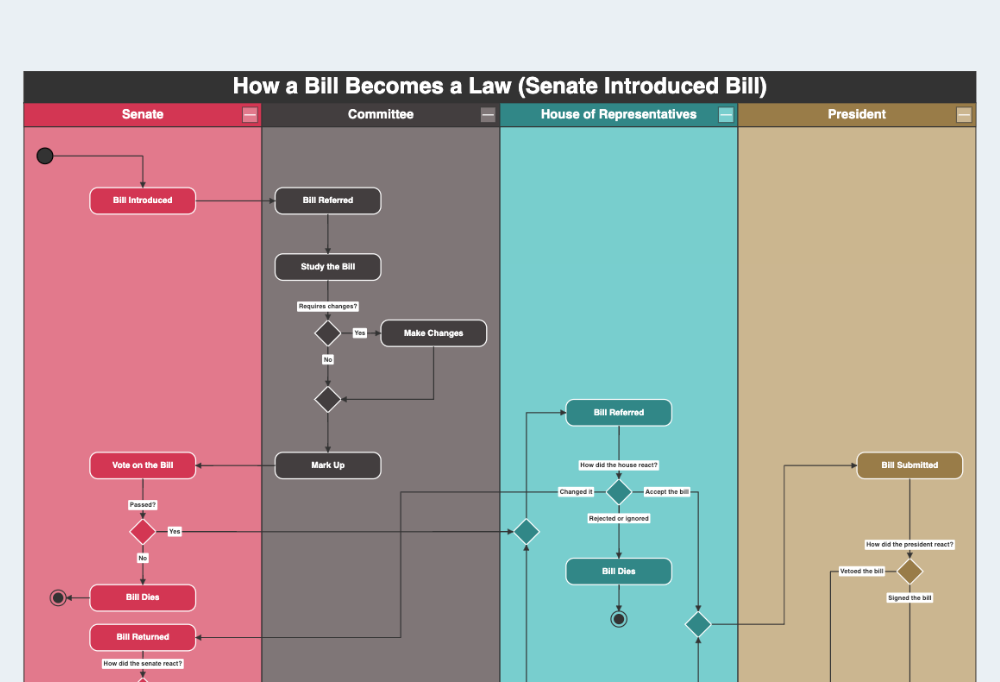 How a Bill Becomes a Law (Senate Introduced Bill)
Senate
Committee
House of Representatives
President
Bill Introduced
Bill Referred
Study the Bill
Requires changes?
Yes
Make Changes
No
Bill Referred
Vote on the Bill
Mark Up
How did the house react?
Bill Submitted
Changed it
Accept the bill
Passed?
Rejected or ignored
Yes
How did the president react?
No
Bill Dies
Vetoed the bill
Bill Dies
Signed the bill
Bill Returned
How did the senate react?